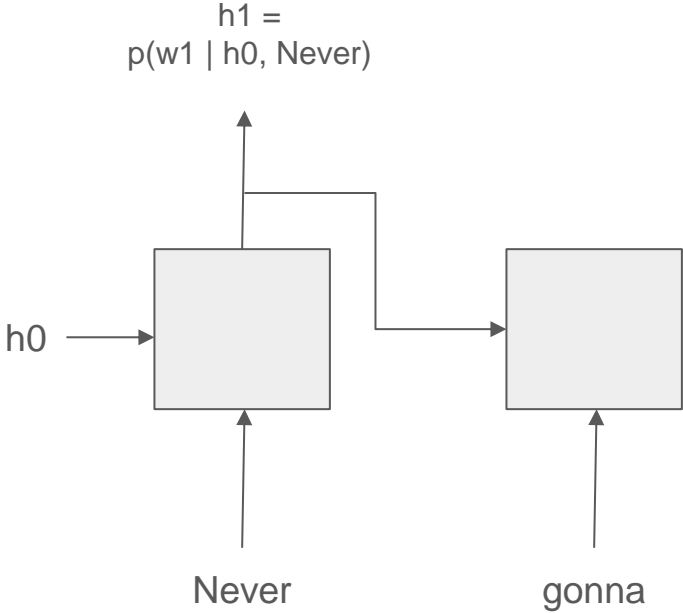 h1 =
p(w1 | h0, Never)
h0
Never
gonna